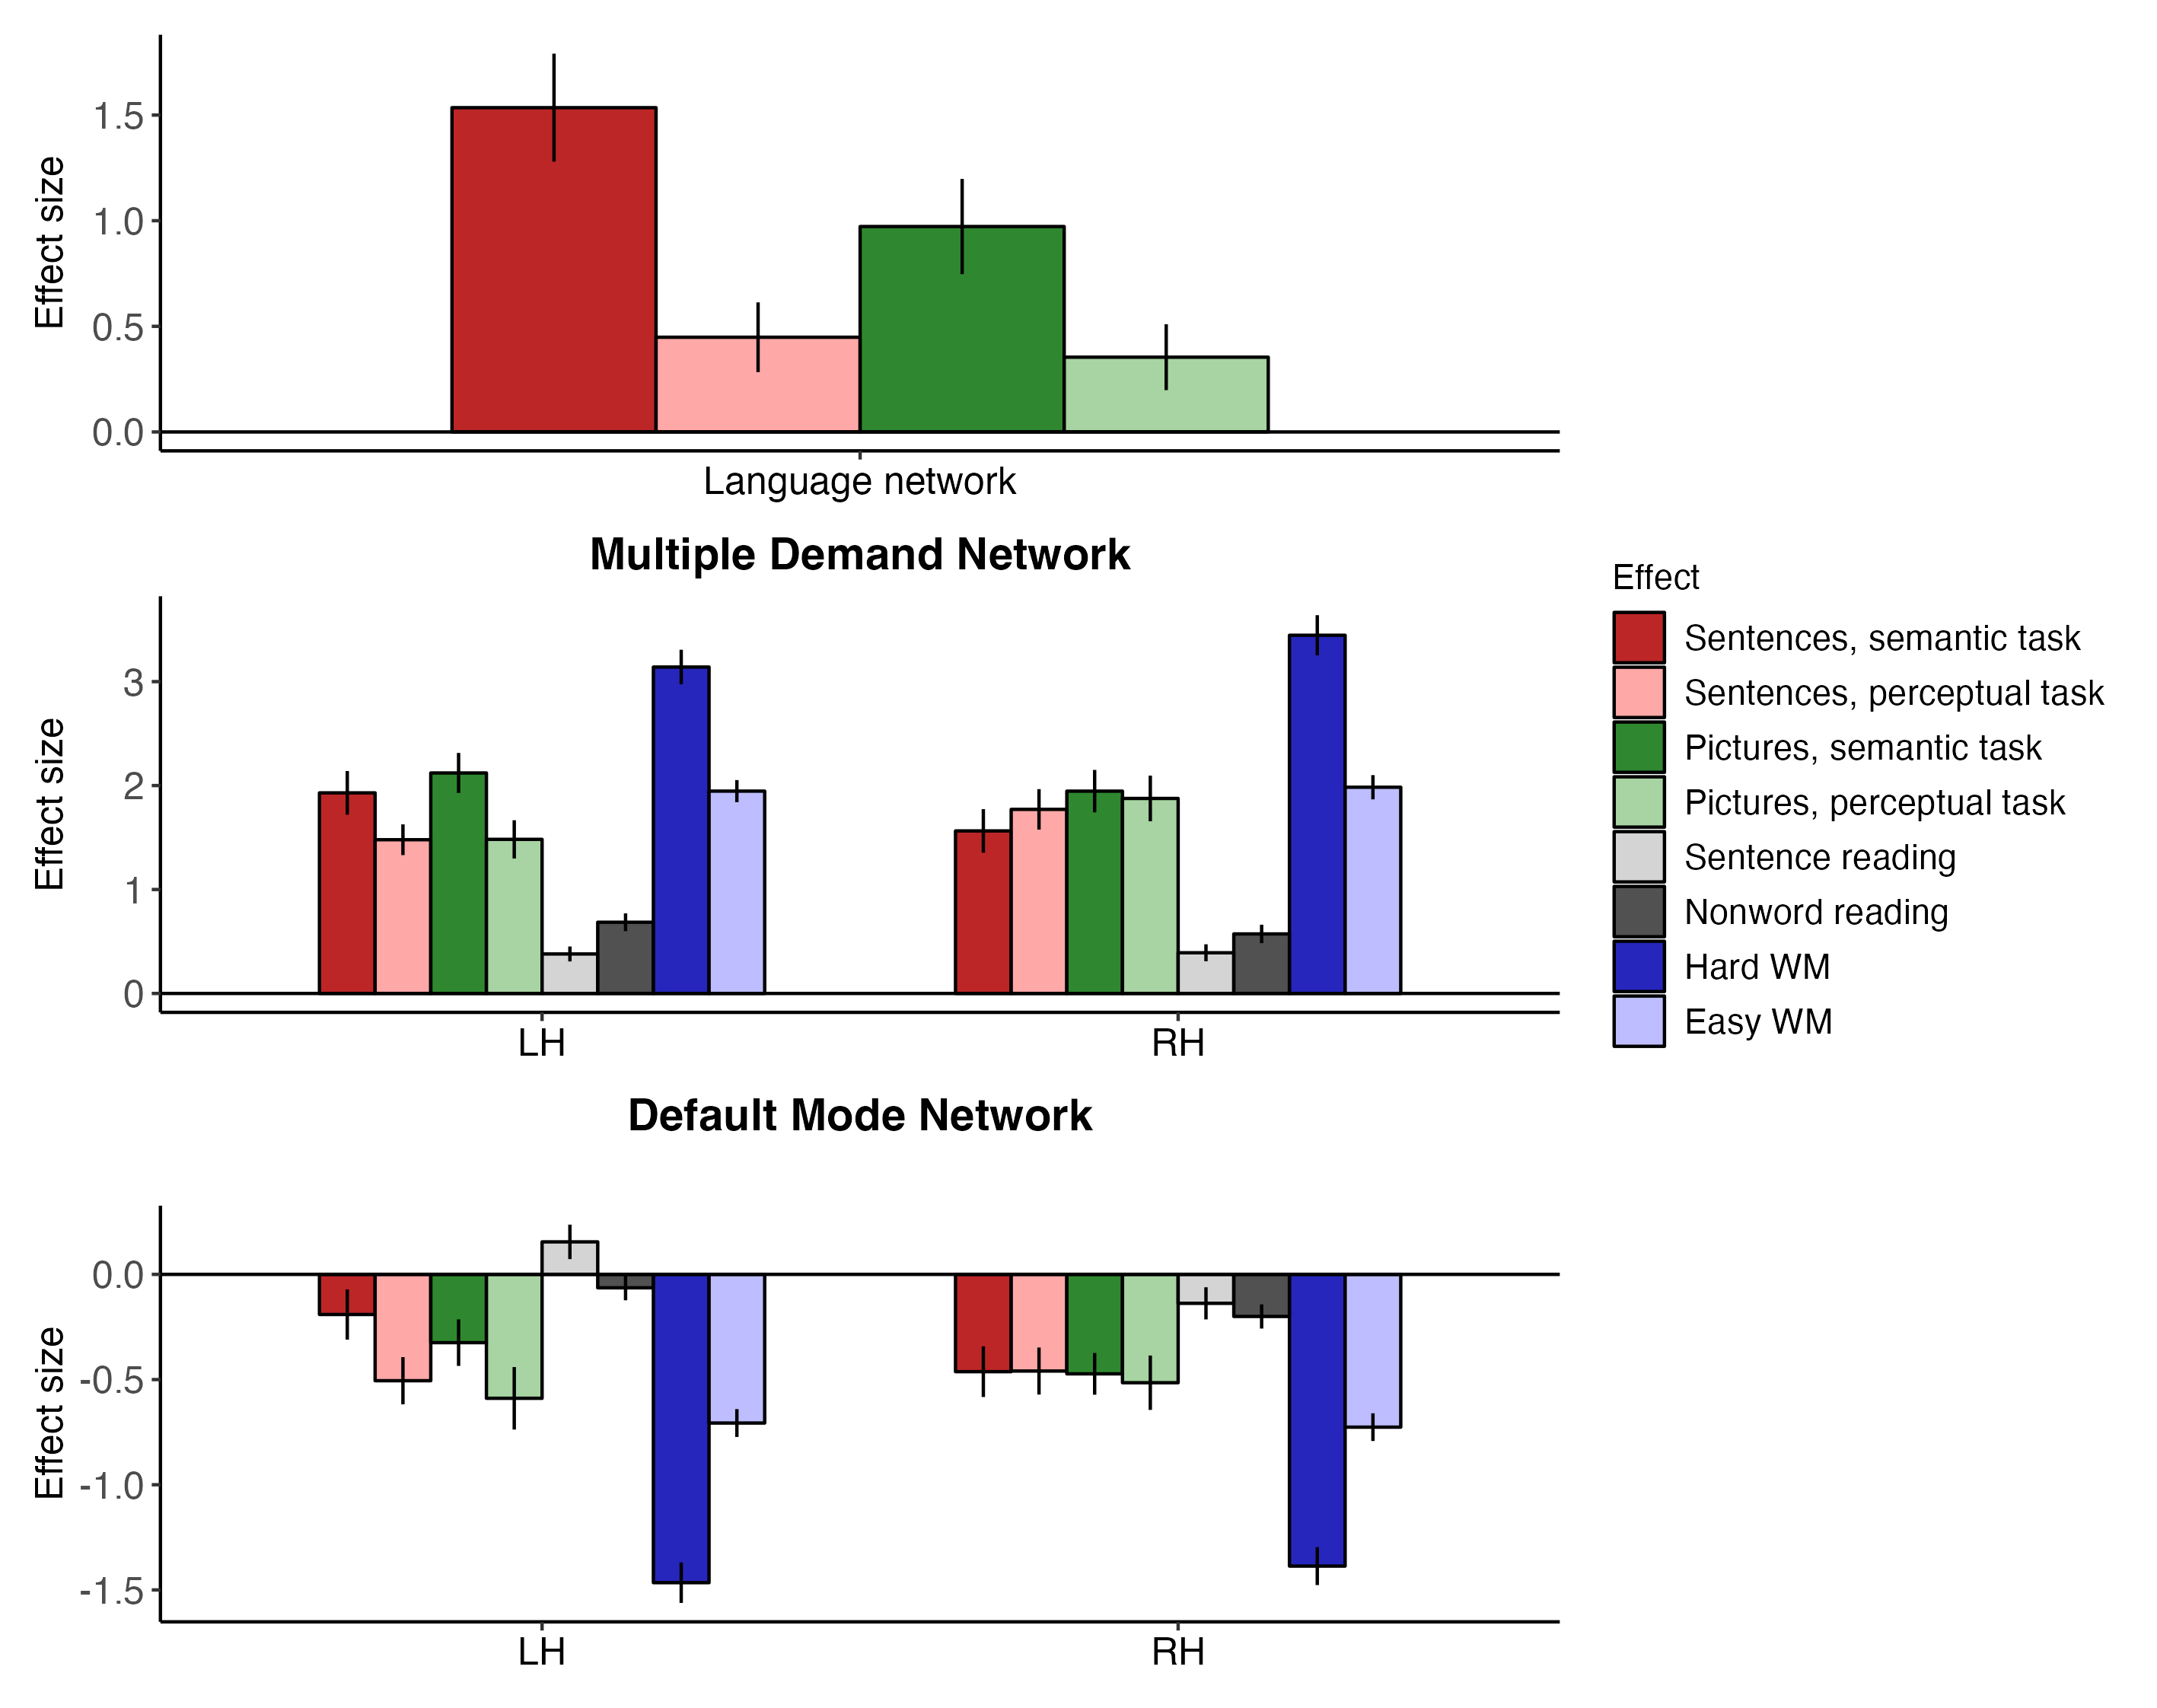 Effect size
1.5
1.0
0.5
0.0
Language network
Multiple Demand Network
Effect size
3
2
1
0
LH
RH
Effect
Sentences, semantic task
Sentences, perceptual task
Pictures, semantic task
Pictures, perceptual task
Sentence reading
Nonword reading
Hard WM
Easy WM
Default Mode Network
Effect size
0.0
-0.5
-1.0
-1.5
LH
RH